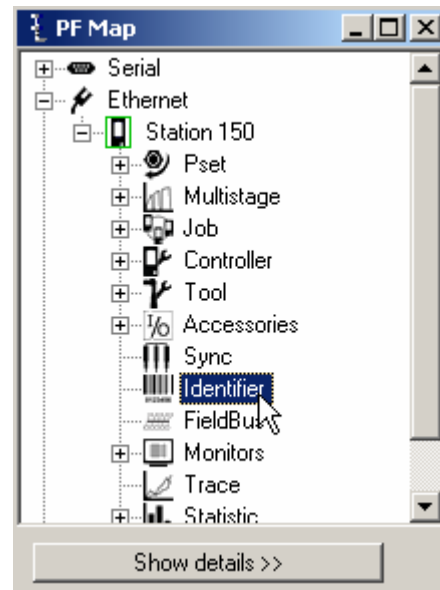 PF Map
Serial
Ethernet
Station 150
Pset
Multistage
Job
Controller
Tool
I/o Accessories
Sync
Identifier
FieldBus
Monitors
Trace
Statistic
Show details >>